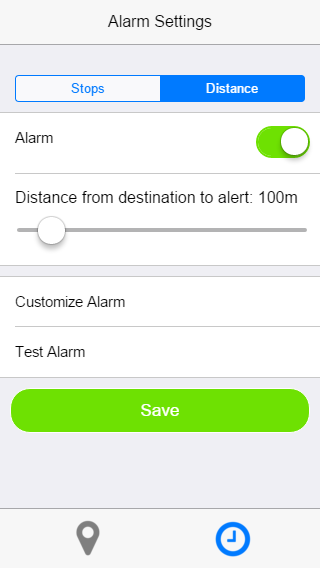 Alarm Settings
Stops Distance
Alarm
Distance from destination to alert: 100m
Customize Alarm
Test Alarm
Save